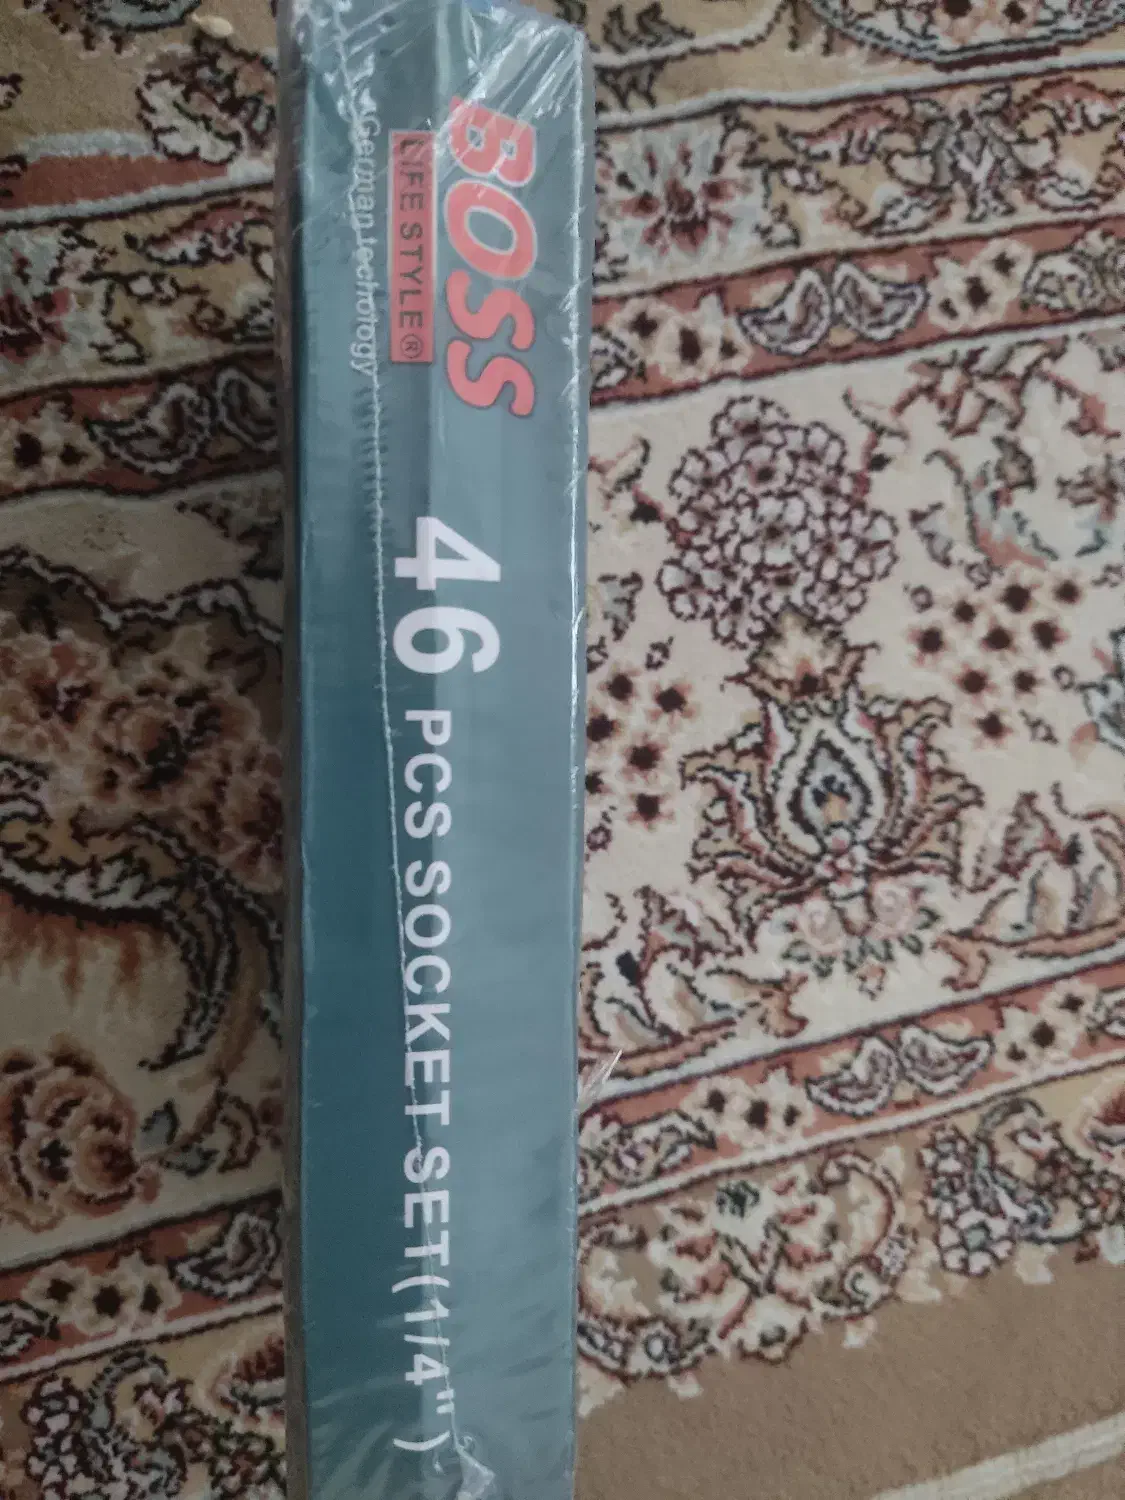 BOSS
LIFE STYLE®
German techology
46 PCS SOCKET SET(1/4")